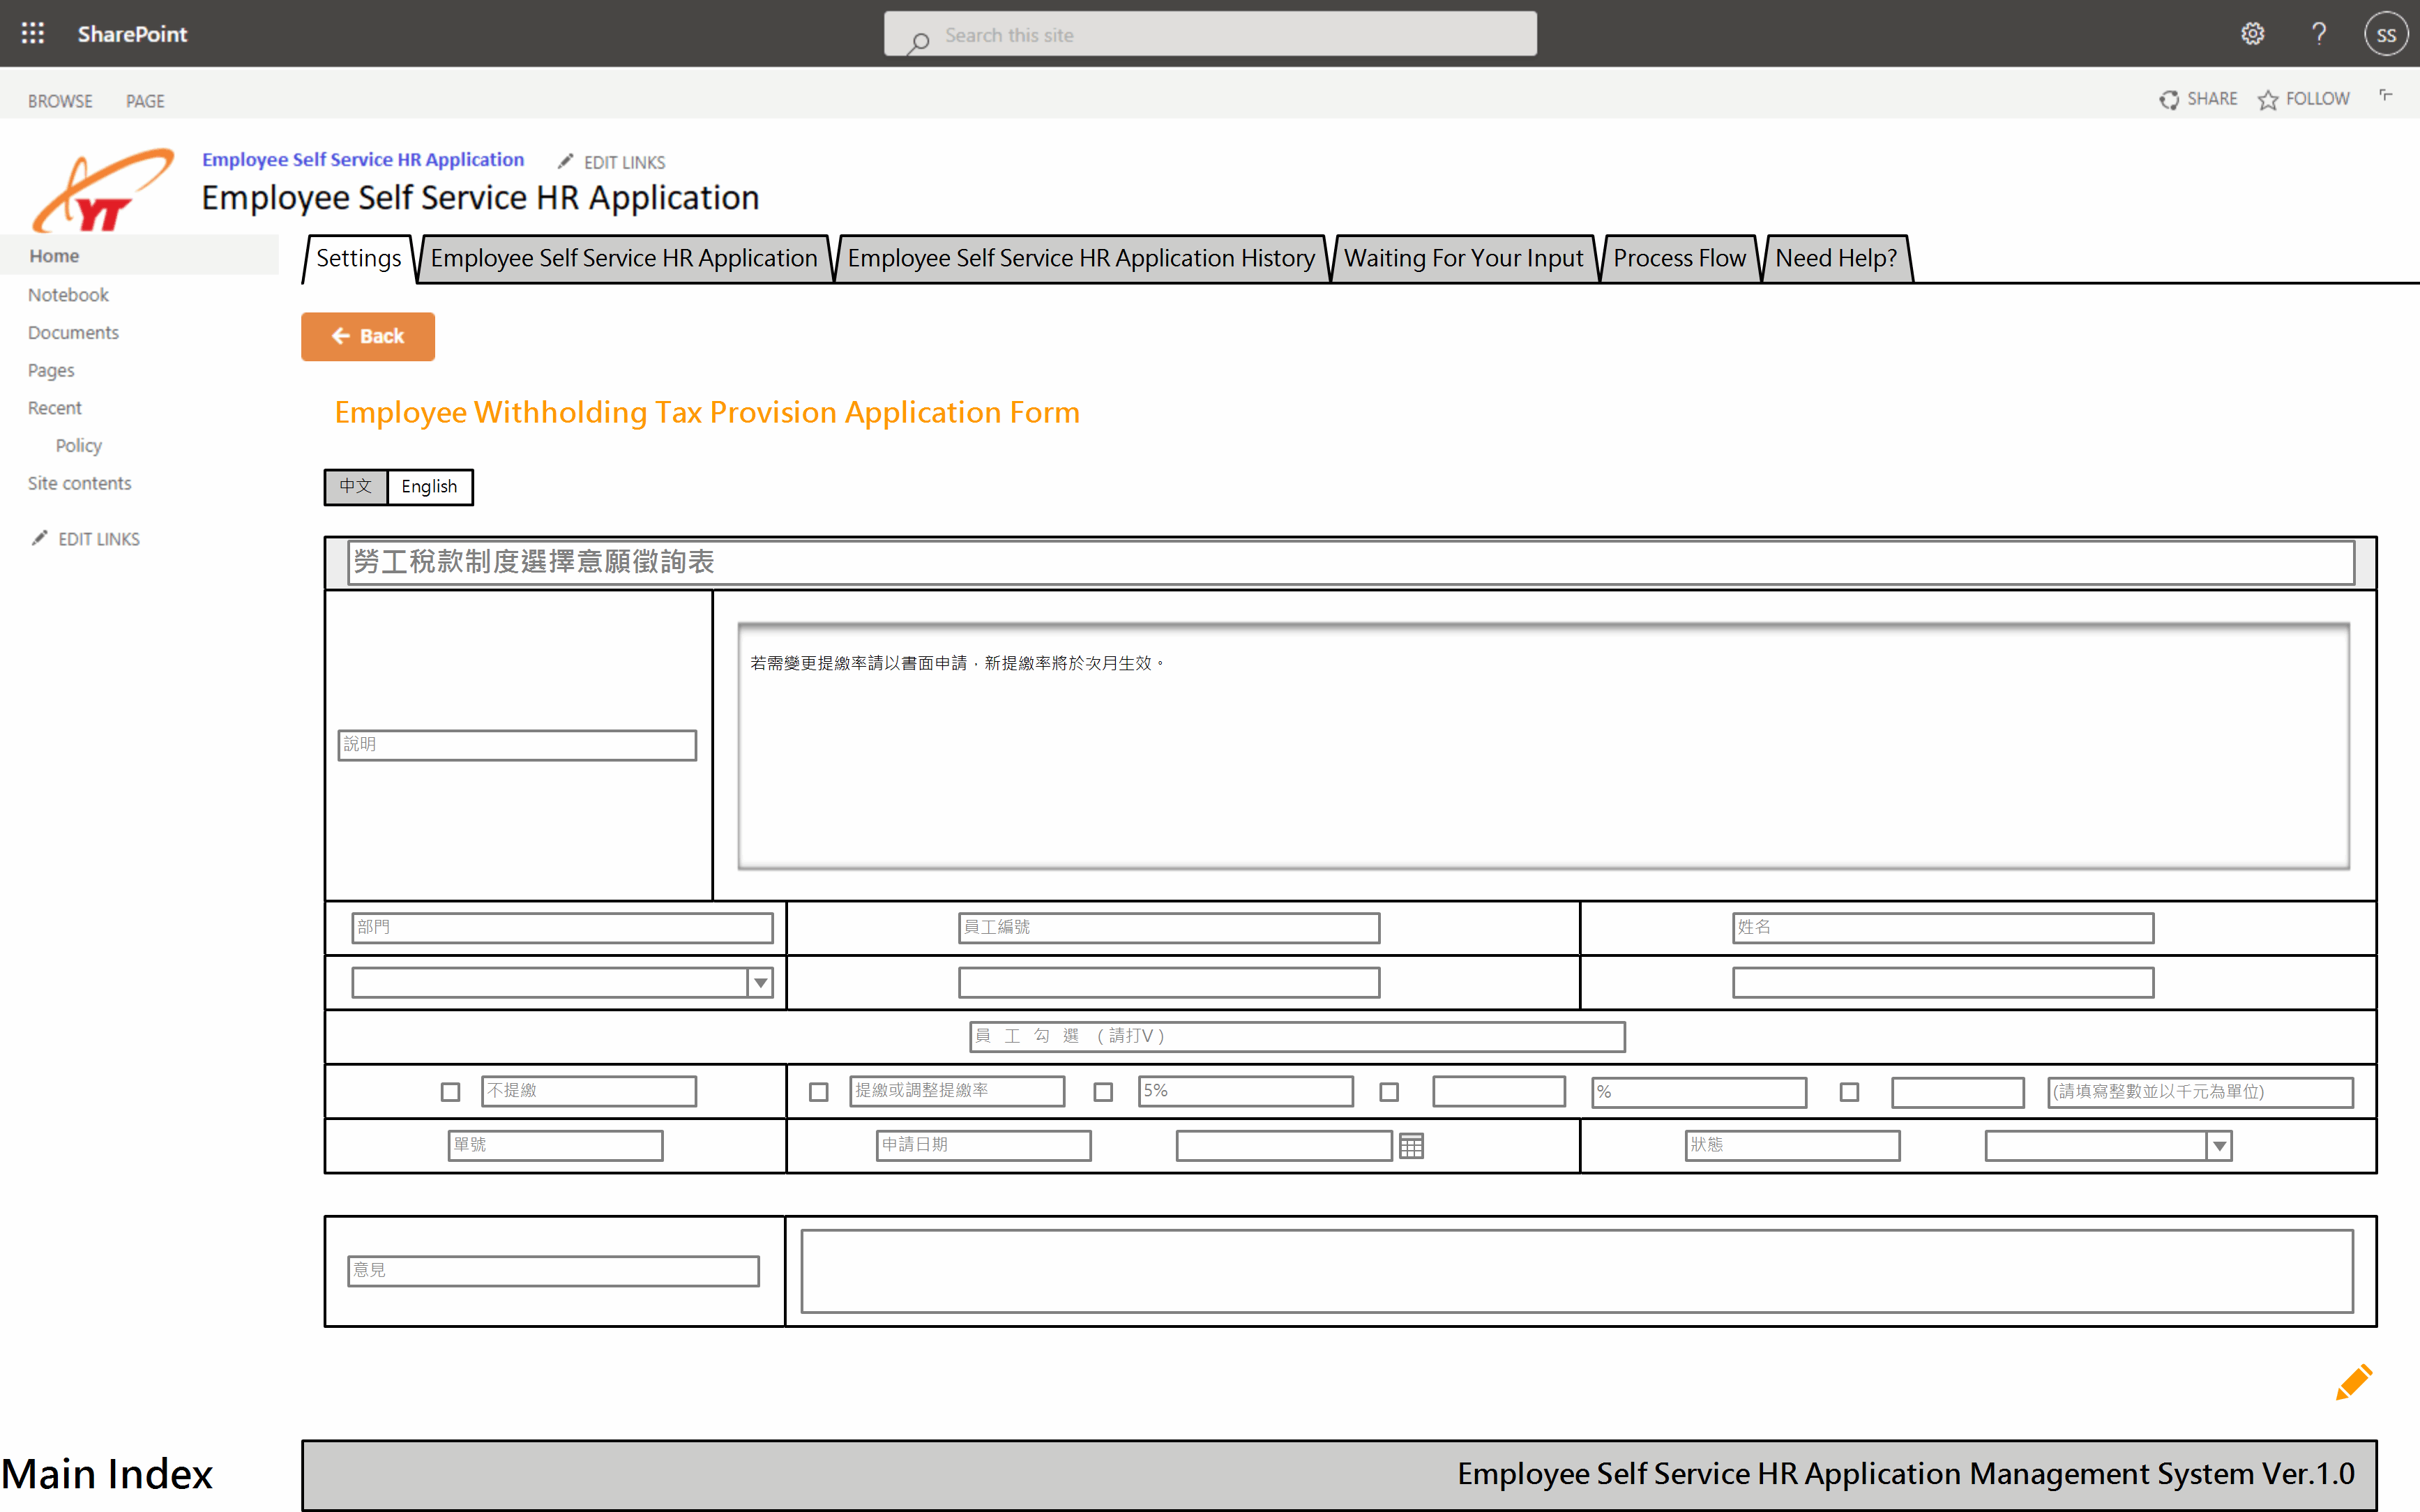 SharePoint
Search this site
SS
BROWSE PAGE
SHARE FOLLOW
Employee Self Service HR Application EDIT LINKS
Employee Self Service HR Application
YT
Home
Notebook
Documents
Pages
Recent
Policy
Site contents
EDIT LINKS
Settings Employee Self Service HR Application Employee Self Service HR Application History Waiting For Your Input Process Flow Need Help?
Back
Employee Withholding Tax Provision Application Form
中文 English
勞工稅款制度選擇意願徵詢表
說明
若需變更提繳率請以書面申請，新提繳率將於次月生效。
部門 員工編號 姓名
員 工 勾 選 （請打V）
不提繳 提繳或調整提繳率 5% % (請填寫整數並以千元為單位)
單號 申請日期 狀態
意見
Main Index
Employee Self Service HR Application Management System Ver.1.0